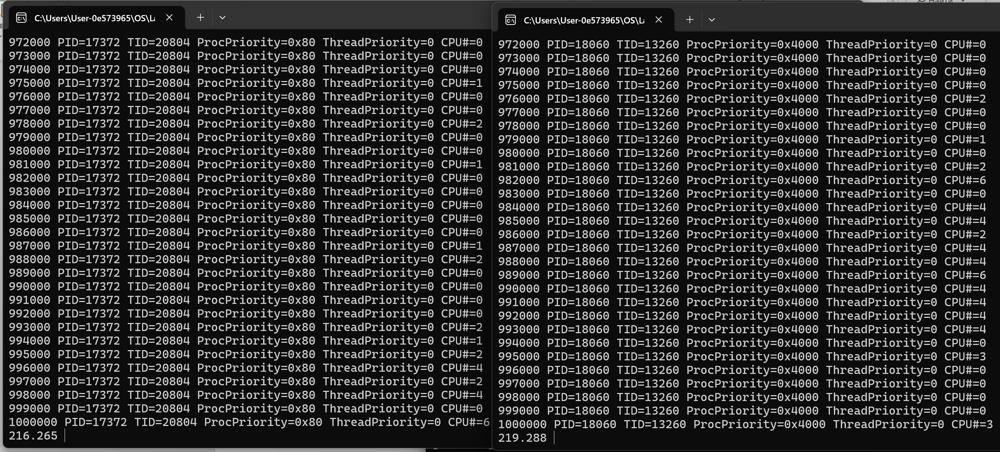 C:\Users\User-0e573965\OS\La
972000 PID=17372 TID=20804 ProcPriority=0x80 ThreadPriority=0 CPU#=0
973000 PID=17372 TID=20804 ProcPriority=0x80 ThreadPriority=0 CPU#=0
974000 PID=17372 TID=20804 ProcPriority=0x80 ThreadPriority=0 CPU#=0
975000 PID=17372 TID=20804 ProcPriority=0x80 ThreadPriority=0 CPU#=1
976000 PID=17372 TID=20804 ProcPriority=0x80 ThreadPriority=0 CPU#=0
977000 PID=17372 TID=20804 ProcPriority=0x80 ThreadPriority=0 CPU#=0
978000 PID=17372 TID=20804 ProcPriority=0x80 ThreadPriority=0 CPU#=2
979000 PID=17372 TID=20804 ProcPriority=0x80 ThreadPriority=0 CPU#=0
980000 PID=17372 TID=20804 ProcPriority=0x80 ThreadPriority=0 CPU#=0
981000 PID=17372 TID=20804 ProcPriority=0x80 ThreadPriority=0 CPU#=1
982000 PID=17372 TID=20804 ProcPriority=0x80 ThreadPriority=0 CPU#=0
983000 PID=17372 TID=20804 ProcPriority=0x80 ThreadPriority=0 CPU#=0
984000 PID=17372 TID=20804 ProcPriority=0x80 ThreadPriority=0 CPU#=0
985000 PID=17372 TID=20804 ProcPriority=0x80 ThreadPriority=0 CPU#=0
986000 PID=17372 TID=20804 ProcPriority=0x80 ThreadPriority=0 CPU#=0
987000 PID=17372 TID=20804 ProcPriority=0x80 ThreadPriority=0 CPU#=1
988000 PID=17372 TID=20804 ProcPriority=0x80 ThreadPriority=0 CPU#=2
989000 PID=17372 TID=20804 ProcPriority=0x80 ThreadPriority=0 CPU#=0
990000 PID=17372 TID=20804 ProcPriority=0x80 ThreadPriority=0 CPU#=0
991000 PID=17372 TID=20804 ProcPriority=0x80 ThreadPriority=0 CPU#=0
992000 PID=17372 TID=20804 ProcPriority=0x80 ThreadPriority=0 CPU#=0
993000 PID=17372 TID=20804 ProcPriority=0x80 ThreadPriority=0 CPU#=2
994000 PID=17372 TID=20804 ProcPriority=0x80 ThreadPriority=0 CPU#=1
995000 PID=17372 TID=20804 ProcPriority=0x80 ThreadPriority=0 CPU#=2
996000 PID=17372 TID=20804 ProcPriority=0x80 ThreadPriority=0 CPU#=4
997000 PID=17372 TID=20804 ProcPriority=0x80 ThreadPriority=0 CPU#=2
998000 PID=17372 TID=20804 ProcPriority=0x80 ThreadPriority=0 CPU#=4
999000 PID=17372 TID=20804 ProcPriority=0x80 ThreadPriority=0 CPU#=0
1000000 PID=17372 TID=20804 ProcPriority=0x80 ThreadPriority=0 CPU#=6
216.265
C:\Users\User-0e573965\OS\La
972000 PID=18060 TID=13260 ProcPriority=0x4000 ThreadPriority=0 CPU#=0
973000 PID=18060 TID=13260 ProcPriority=0x4000 ThreadPriority=0 CPU#=0
974000 PID=18060 TID=13260 ProcPriority=0x4000 ThreadPriority=0 CPU#=0
975000 PID=18060 TID=13260 ProcPriority=0x4000 ThreadPriority=0 CPU#=0
976000 PID=18060 TID=13260 ProcPriority=0x4000 ThreadPriority=0 CPU#=2
977000 PID=18060 TID=13260 ProcPriority=0x4000 ThreadPriority=0 CPU#=0
978000 PID=18060 TID=13260 ProcPriority=0x4000 ThreadPriority=0 CPU#=0
979000 PID=18060 TID=13260 ProcPriority=0x4000 ThreadPriority=0 CPU#=1
980000 PID=18060 TID=13260 ProcPriority=0x4000 ThreadPriority=0 CPU#=0
981000 PID=18060 TID=13260 ProcPriority=0x4000 ThreadPriority=0 CPU#=2
982000 PID=18060 TID=13260 ProcPriority=0x4000 ThreadPriority=0 CPU#=6
983000 PID=18060 TID=13260 ProcPriority=0x4000 ThreadPriority=0 CPU#=0
984000 PID=18060 TID=13260 ProcPriority=0x4000 ThreadPriority=0 CPU#=4
985000 PID=18060 TID=13260 ProcPriority=0x4000 ThreadPriority=0 CPU#=4
986000 PID=18060 TID=13260 ProcPriority=0x4000 ThreadPriority=0 CPU#=2
987000 PID=18060 TID=13260 ProcPriority=0x4000 ThreadPriority=0 CPU#=4
988000 PID=18060 TID=13260 ProcPriority=0x4000 ThreadPriority=0 CPU#=4
989000 PID=18060 TID=13260 ProcPriority=0x4000 ThreadPriority=0 CPU#=6
990000 PID=18060 TID=13260 ProcPriority=0x4000 ThreadPriority=0 CPU#=4
991000 PID=18060 TID=13260 ProcPriority=0x4000 ThreadPriority=0 CPU#=4
992000 PID=18060 TID=13260 ProcPriority=0x4000 ThreadPriority=0 CPU#=4
993000 PID=18060 TID=13260 ProcPriority=0x4000 ThreadPriority=0 CPU#=4
994000 PID=18060 TID=13260 ProcPriority=0x4000 ThreadPriority=0 CPU#=0
995000 PID=18060 TID=13260 ProcPriority=0x4000 ThreadPriority=0 CPU#=3
996000 PID=18060 TID=13260 ProcPriority=0x4000 ThreadPriority=0 CPU#=0
997000 PID=18060 TID=13260 ProcPriority=0x4000 ThreadPriority=0 CPU#=0
998000 PID=18060 TID=13260 ProcPriority=0x4000 ThreadPriority=0 CPU#=0
999000 PID=18060 TID=13260 ProcPriority=0x4000 ThreadPriority=0 CPU#=0
1000000 PID=18060 TID=13260 ProcPriority=0x4000 ThreadPriority=0 CPU#=3
219.288